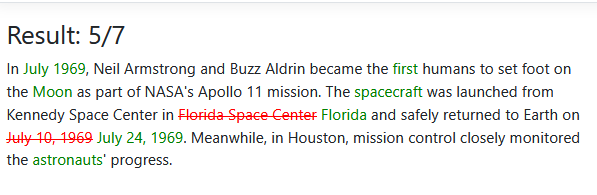 Result: 5/7
In July 1969, Neil Armstrong and Buzz Aldrin became the first humans to set foot on
the Moon as part of NASA's Apollo 11 mission. The spacecraft was launched from
Kennedy Space Center in Florida Space Center Florida and safely returned to Earth on
July 10, 1969 July 24, 1969. Meanwhile, in Houston, mission control closely monitored
the astronauts' progress.